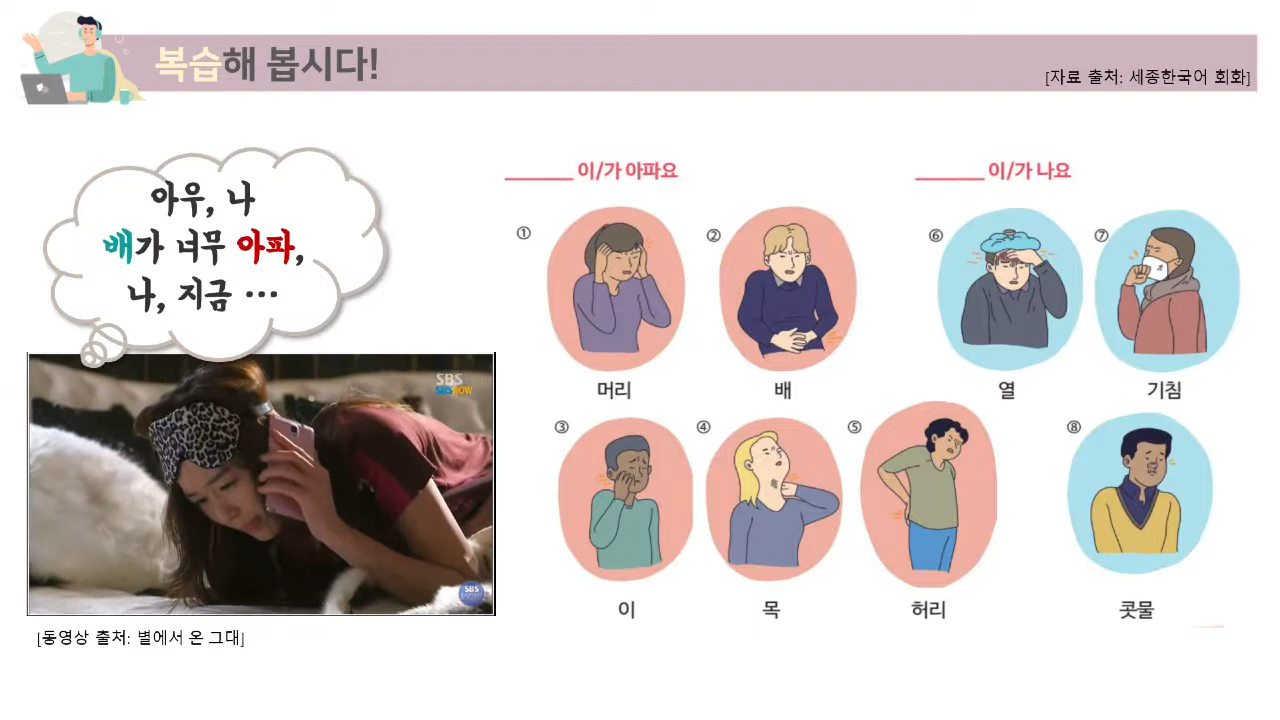 복습해 봅시다!
[자료 출처: 세종한국어 회화]
아우, 나
배가 너무 아파,
나, 지금 …
SBS
[동영상 출처: 별에서 온 그대]
_______ 이/가 아파요
① 머리
② 배
③ 이
④ 목
⑤ 허리
_______ 이/가 나요
⑥ 열
⑦ 기침
⑧ 콧물